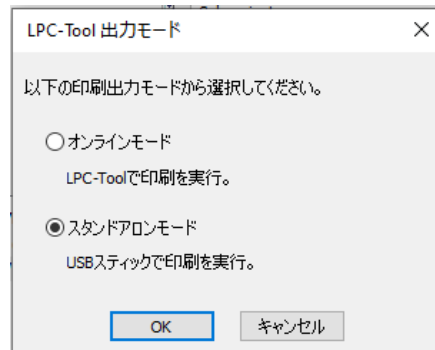 LPC-Tool 出力モード
以下の印刷出力モードから選択してください。
オンラインモード
LPC-Toolで印刷を実行。
スタンドアロンモード
USBスティックで印刷を実行。
OK キャンセル